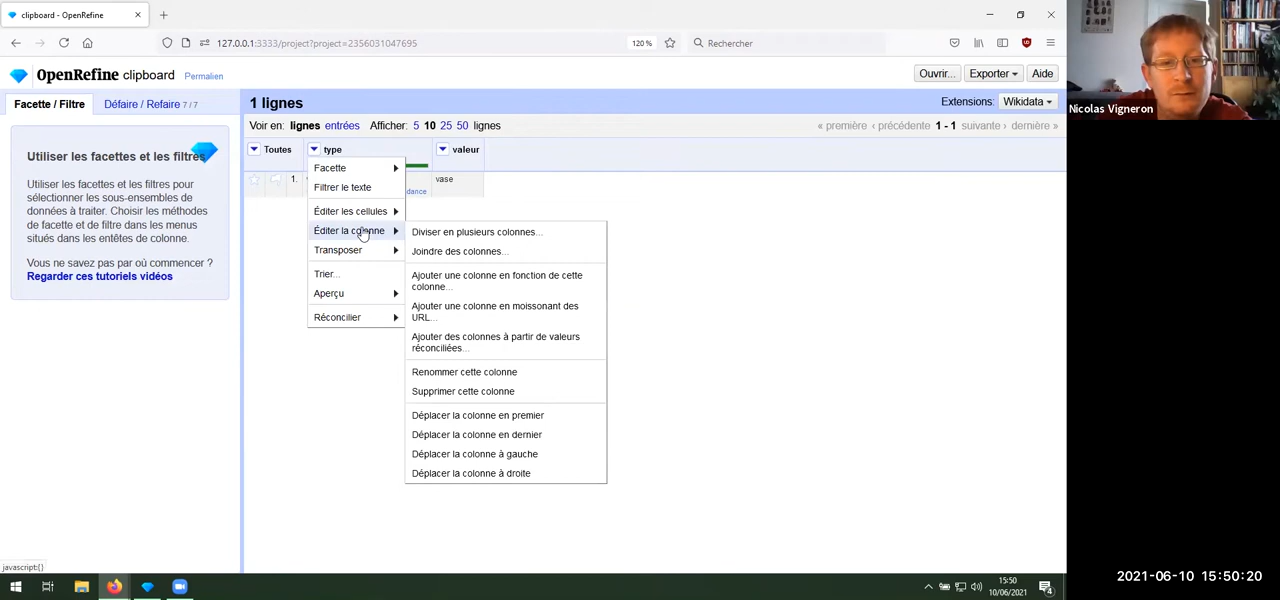 clipboard - OpenRefine
127.0.0.1:3333/project?project=2356031047695
120 %
Rechercher
OpenRefine clipboard Permalien
Ouvrir... Exporter Aide
Facette / Filtre Défaire / Refaire 7 / 7
1 lignes
Extensions: Wikidata
Voir en: lignes entrées Afficher: 5 10 25 50 lignes
« première ‹ précédente 1 - 1 suivante › dernière »
Toutes type valeur
1. vase
dance
Utiliser les facettes et les filtres
Utiliser les facettes et les filtres pour
sélectionner les sous-ensembles de
données à traiter. Choisir les méthodes
de facette et de filtre dans les menus
situés dans les entêtes de colonne.
Vous ne savez pas par où commencer ?
Regarder ces tutoriels vidéos
Facette
Filtrer le texte
Éditer les cellules
Éditer la colonne
Transposer
Trier...
Aperçu
Réconcilier
Diviser en plusieurs colonnes...
Joindre des colonnes...
Ajouter une colonne en fonction de cette
colonne...
Ajouter une colonne en moissonant des
URL...
Ajouter des colonnes à partir de valeurs
réconciliées...
Renommer cette colonne
Supprimer cette colonne
Déplacer la colonne en premier
Déplacer la colonne en dernier
Déplacer la colonne à gauche
Déplacer la colonne à droite
Nicolas Vigneron
javascript:{}
15:50
10/06/2021
4
2021-06-10 15:50:20